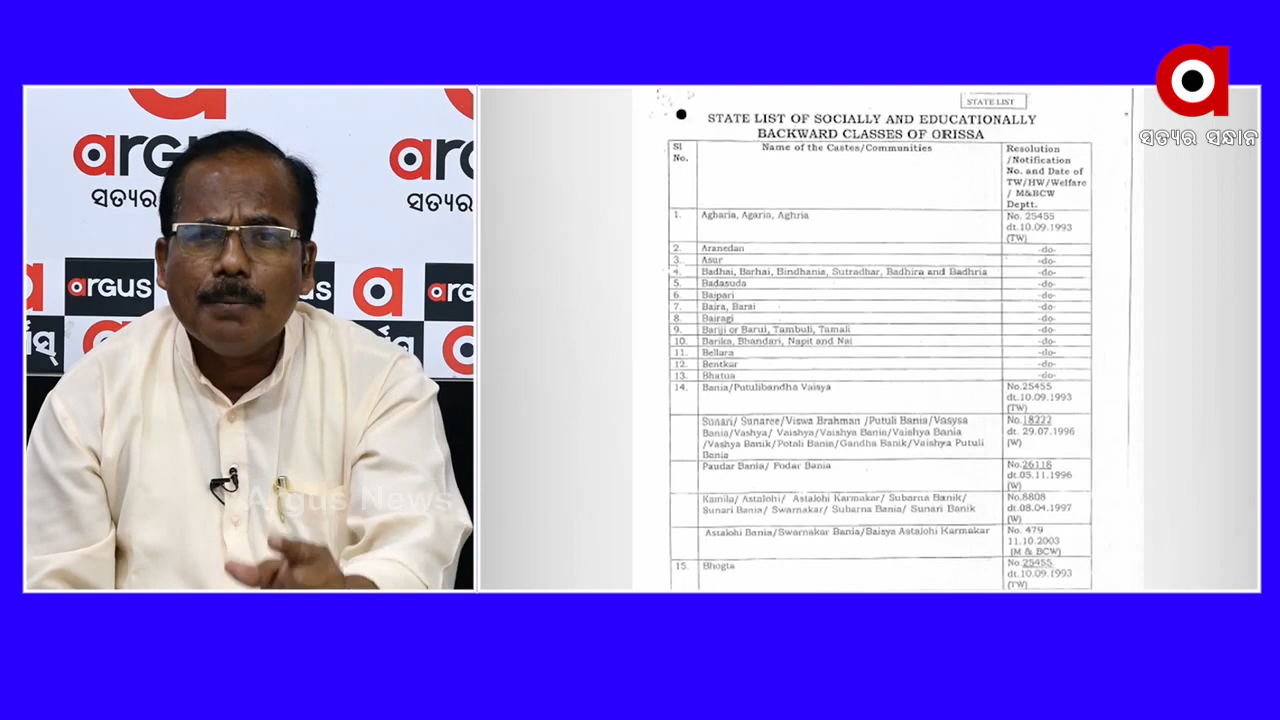 ସତ୍ୟର ସନ୍ଧାନ
argus
ସତ୍ୟର
ARGUS
Argus News
STATE LIST
STATE LIST OF SOCIALLY AND EDUCATIONALLY
BACKWARD CLASSES OF ORISSA
Sl No. Name of the Castes/Communities Resolution
/Notification
No. and Date of
TW/HW/Welfare
/ M&BCW
Deptt.
1. Agharia, Agaria, Aghria No. 25455
dt.10.09.1993
(TW)
2. Aranedan -do-
3. Asur -do-
4. Badhai, Barhai, Bindhania, Sutradhar, Badhira and Badhria -do-
5. Badasuda -do-
6. Baipari -do-
7. Bajra, Barai -do-
8. Bairagi -do-
9. Bariji or Barui, Tambuli, Tamali -do-
10. Barika, Bhandari, Napit and Nai -do-
11. Bellara -do-
12. Bentkar -do-
13. Bhatua -do-
14. Bania/Putulibandha Vaisya No.25455
dt.10.09.1993
(TW)
Sunari/ Sunaree/Viswa Brahman /Putuli Bania/Vasysa No.18222
Bania/Vashya/ Vaishya/Vaishya Bania/Vaishya Bania dt. 29.07.1996
/Vashya Banik/Potali Bania/Gandha Banik/Vaishya Putuli (W)
Bania
Paudar Bania/ Podar Bania No.26118
dt.05.11.1996
(W)
Kamila/ Astalohi/ Astalohi Karmakar/ Subarna Banik/ No.8808
Sunari Bania/ Swarnakar/ Subarna Bania/ Sunari Banik dt.08.04.1997
(W)
Astalohi Bania/Swarnakar Bania/Baisya Astalohi Karmakar No. 479
11.10.2003
(M & BCW)
15. Bhogta No.25455
dt.10.09.1993
(TW)